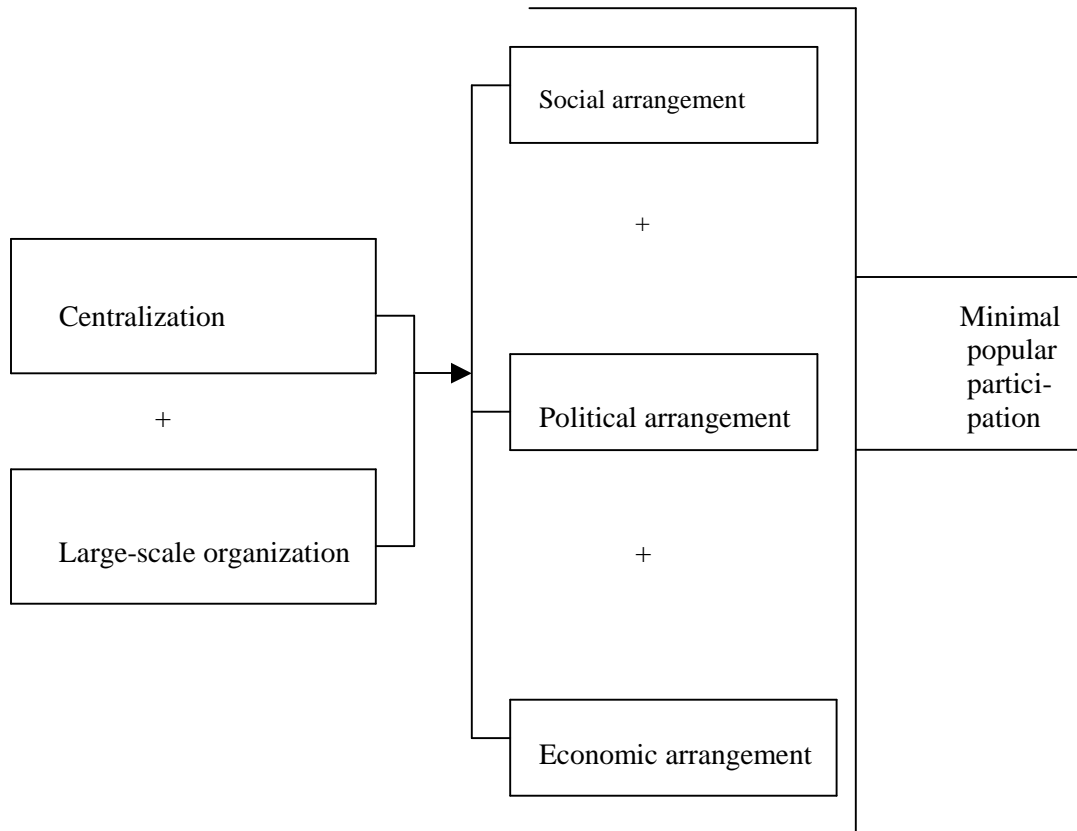 Centralization
+
Large-scale organization
Social arrangement
+
Political arrangement
+
Economic arrangement
Minimal
popular
partici-
pation